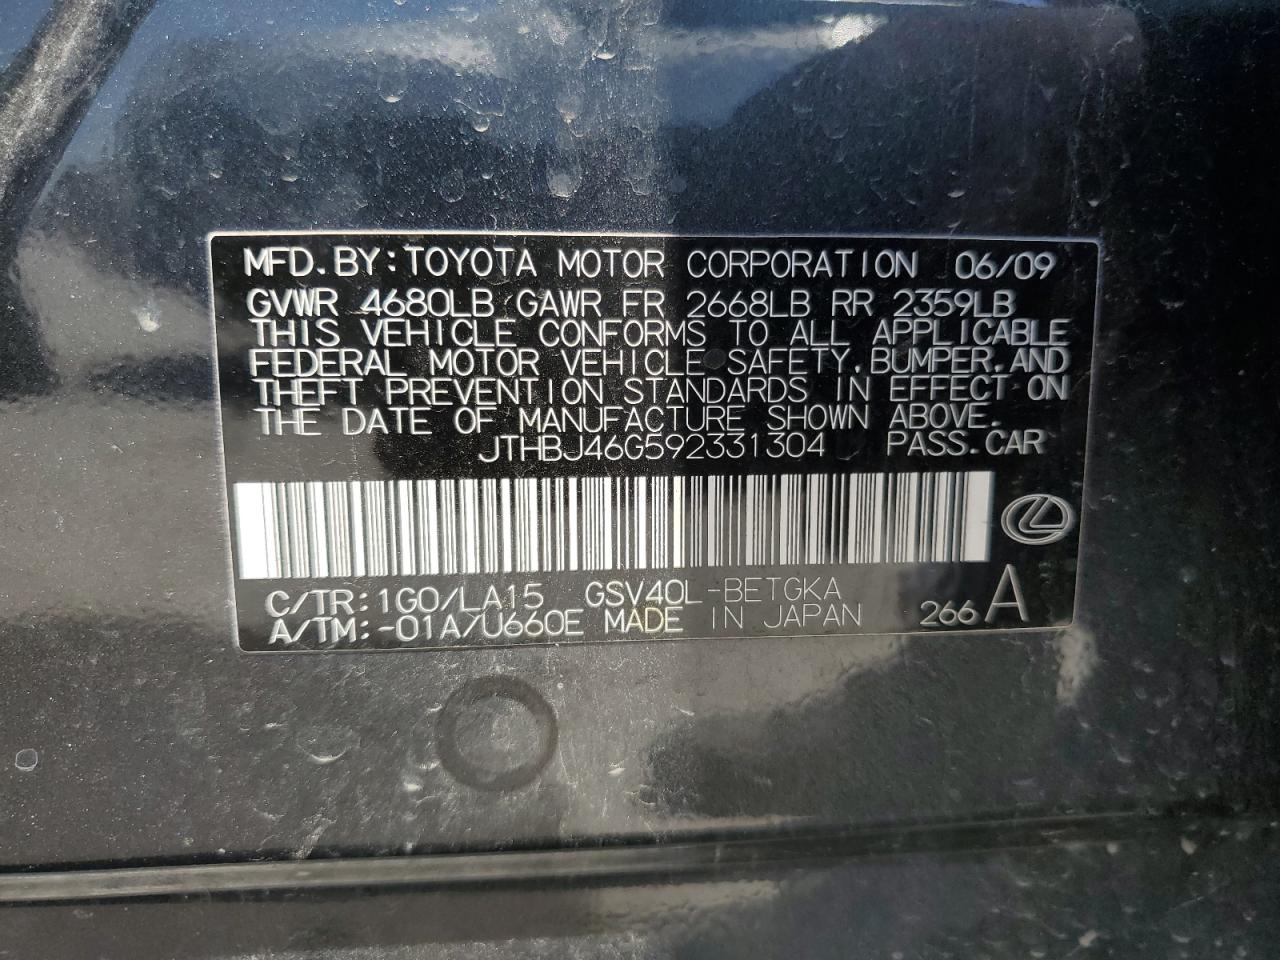 MFD.BY:TOYOTA MOTOR CORPORATION 06/09
GVWR 4680LB GAWR FR 2668LB RR 2359LB
THIS VEHICLE CONFORMS TO ALL APPLICABLE
FEDERAL MOTOR VEHICLE SAFETY,BUMPER,AND
THEFT PREVENTION STANDARDS IN EFFECT ON
THE DATE OF MANUFACTURE SHOWN ABOVE.
JTHBJ46G592331304 PASS.CAR
C/TR:1G0/LA15 GSV40L-BETGKA
A/TM:-01A/U660E MADE IN JAPAN 266 A